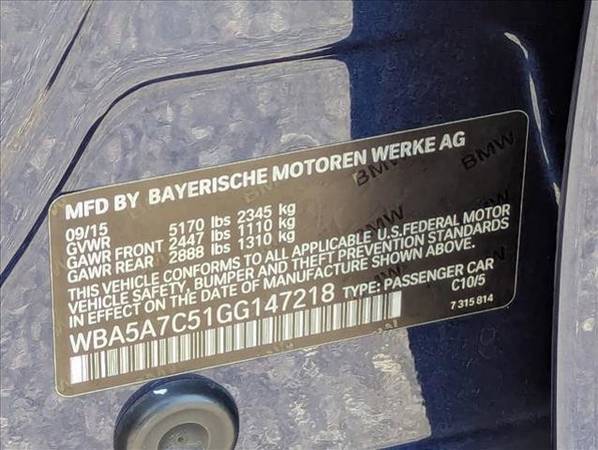 MFD BY BAYERISCHE MOTOREN WERKE AG
09/15
GVWR 5170 lbs 2345 kg
GAWR FRONT 2447 lbs 1110 kg
GAWR REAR 2888 lbs 1310 kg
THIS VEHICLE CONFORMS TO ALL APPLICABLE U.S.FEDERAL MOTOR
VEHICLE SAFETY, BUMPER AND THEFT PREVENTION STANDARDS
IN EFFECT ON THE DATE OF MANUFACTURE SHOWN ABOVE.
WBA5A7C51GG147218 TYPE: PASSENGER CAR
C10/5
7 315 814
BMW
BMW
BMW